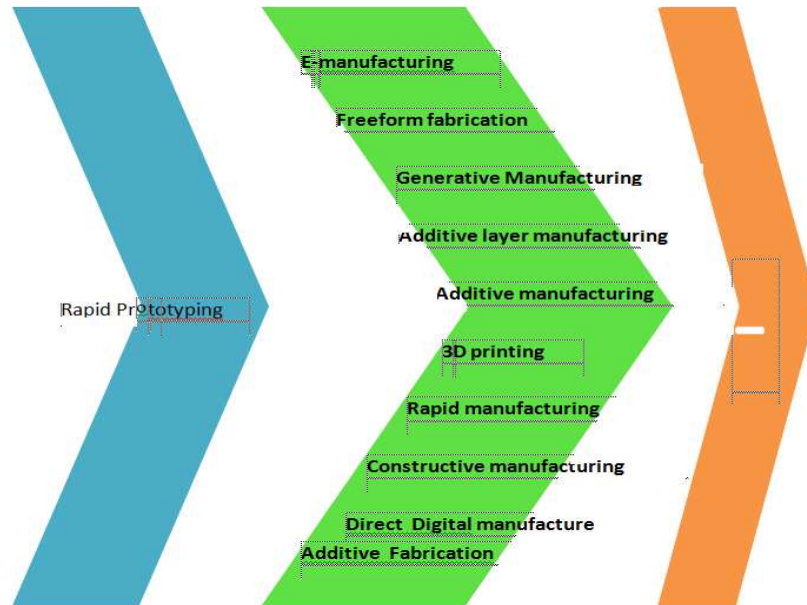 E-manufacturing
Freeform fabrication
Generative Manufacturing
Additive layer manufacturing
Additive manufacturing
Rapid Prototyping
3D printing
Rapid manufacturing
Constructive manufacturing
Direct Digital manufacture
Additive Fabrication